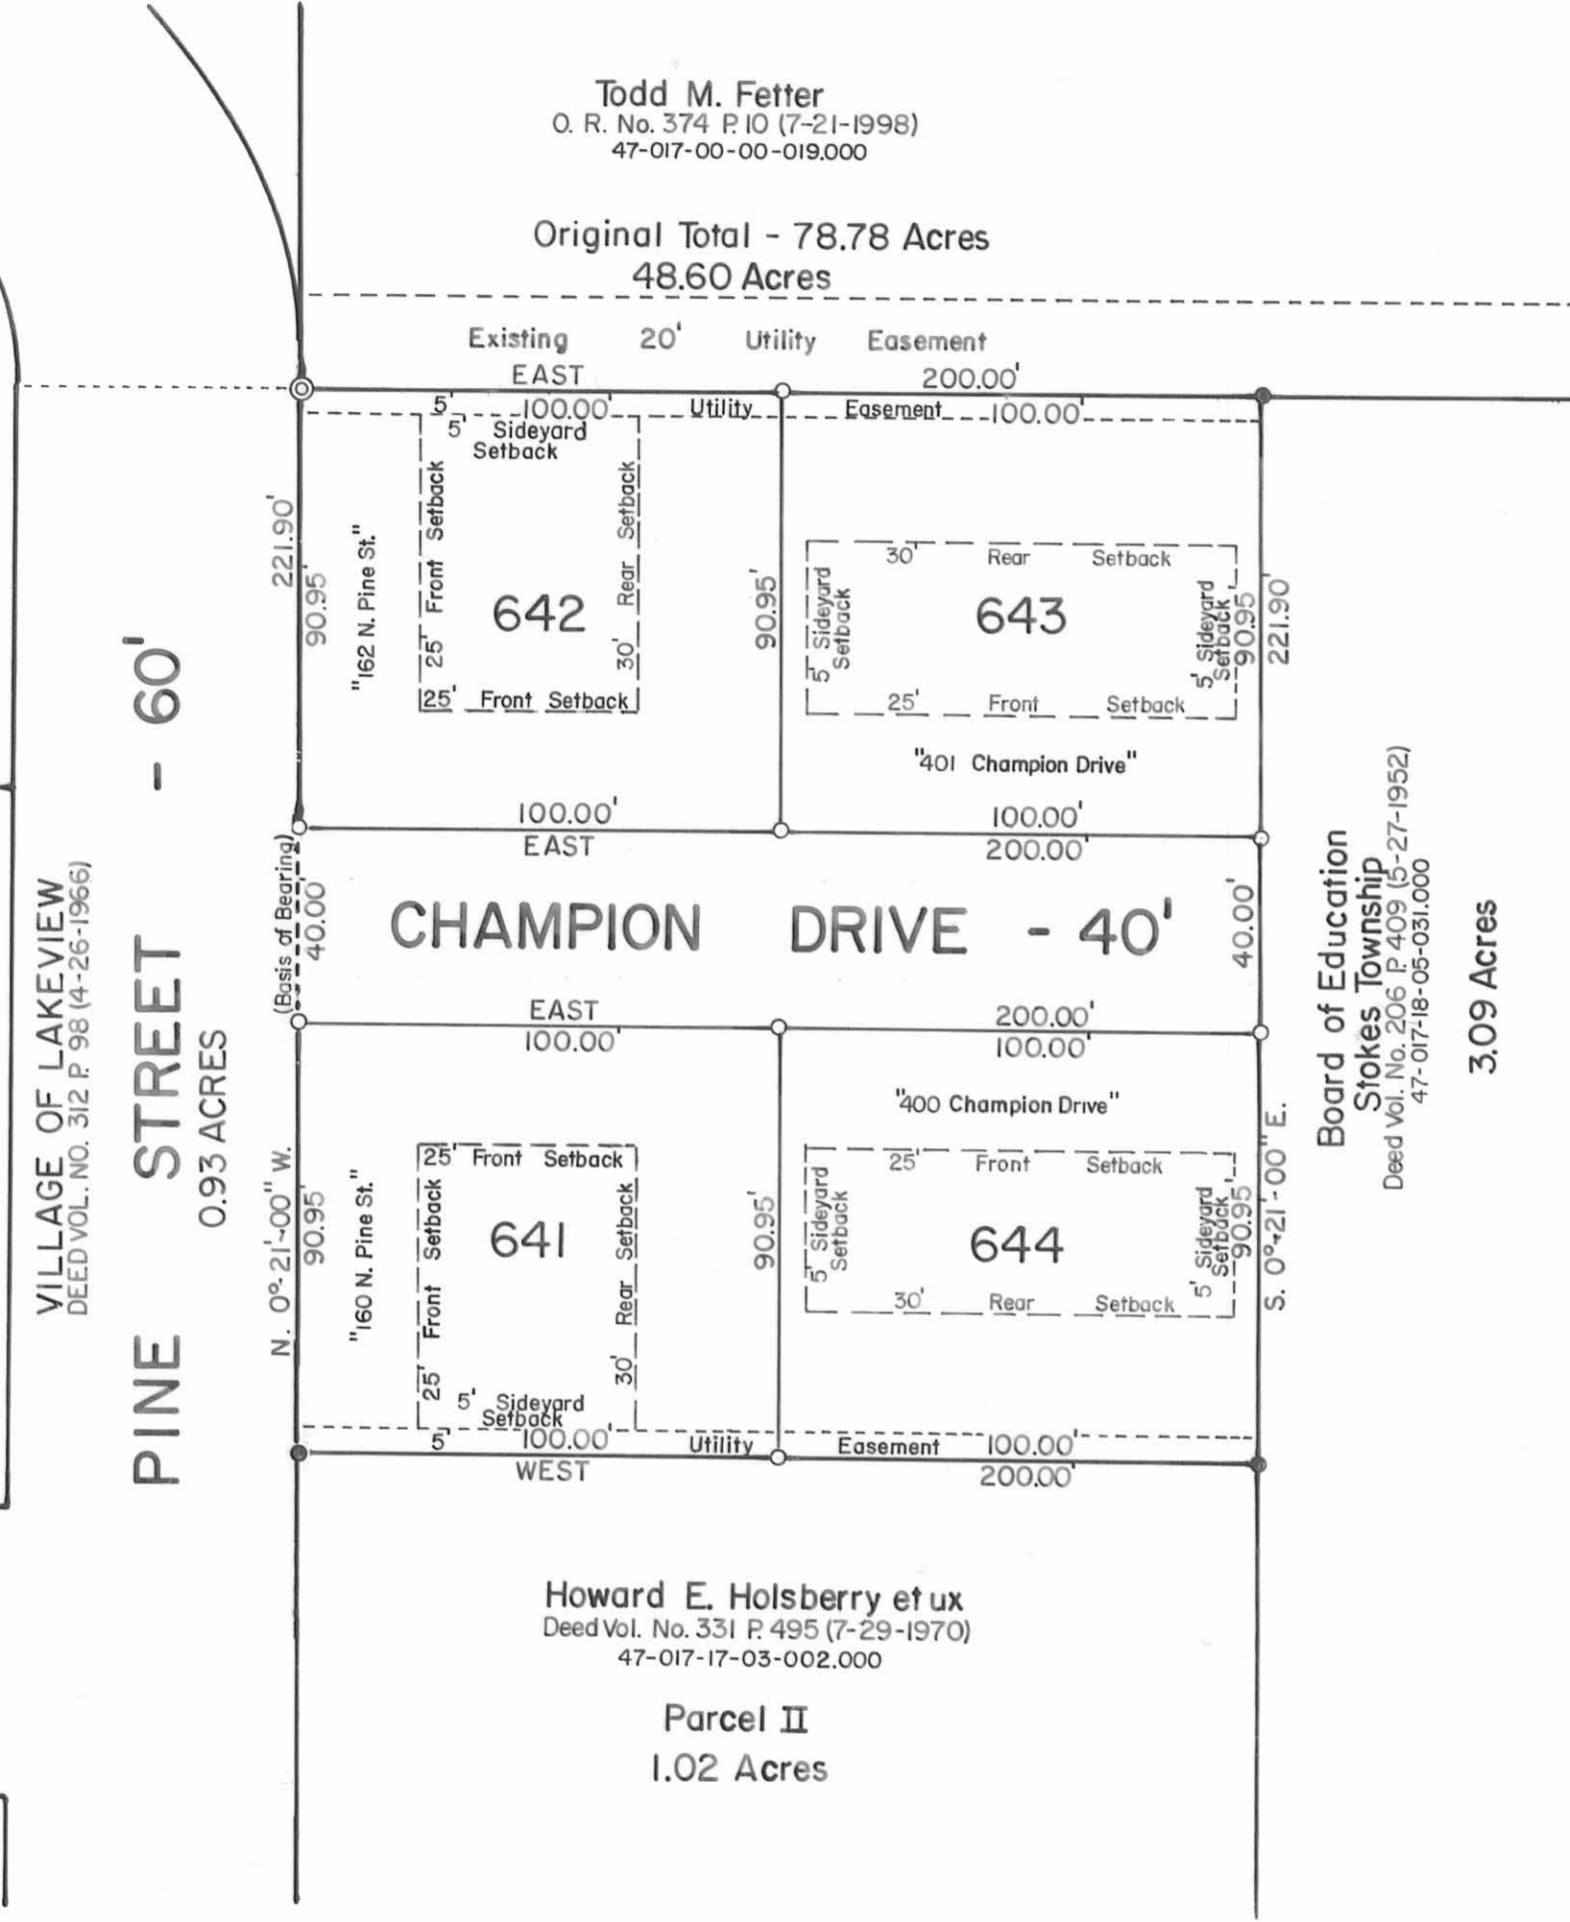 Todd M. Fetter
O. R. No. 374 P. 10 (7-21-1998)
47-017-00-00-019.000
Original Total - 78.78 Acres
48.60 Acres
Existing 20' Utility Easement
EAST 200.00'
5' 100.00' Utility Easement 100.00'
5' Sideyard
Setback
25' Front Setback
30' Rear Setback
642
25' Front Setback
"162 N. Pine St."
221.90'
90.95'
90.95'
30' Rear Setback
5' Sideyard
Setback
643
5' Sideyard
Setback
90.95'
221.90'
25' Front Setback
"401 Champion Drive"
100.00' 100.00'
EAST 200.00'
(Basis of Bearing)
40.00'
CHAMPION DRIVE - 40'
40.00'
EAST 200.00'
100.00' 100.00'
"400 Champion Drive"
N. 0°-21'-00" W.
90.95'
"160 N. Pine St."
25' Front Setback
25' Front Setback
641
30' Rear Setback
5' Sideyard
Setback
90.95'
25' Front Setback
5' Sideyard
Setback
644
5' Sideyard
Setback
90.95'
S. 0°-21'-00" E.
30' Rear Setback
5' 100.00' Utility Easement 100.00'
WEST 200.00'
VILLAGE OF LAKEVIEW
DEED VOL. NO. 312 P. 98 (4-26-1966)
PINE STREET - 60'
0.93 ACRES
Board of Education
Stokes Township
Deed Vol. No. 206 P. 409 (5-27-1952)
47-017-18-05-031.000
3.09 Acres
Howard E. Holsberry et ux
Deed Vol. No. 331 P. 495 (7-29-1970)
47-017-17-03-002.000
Parcel II
1.02 Acres